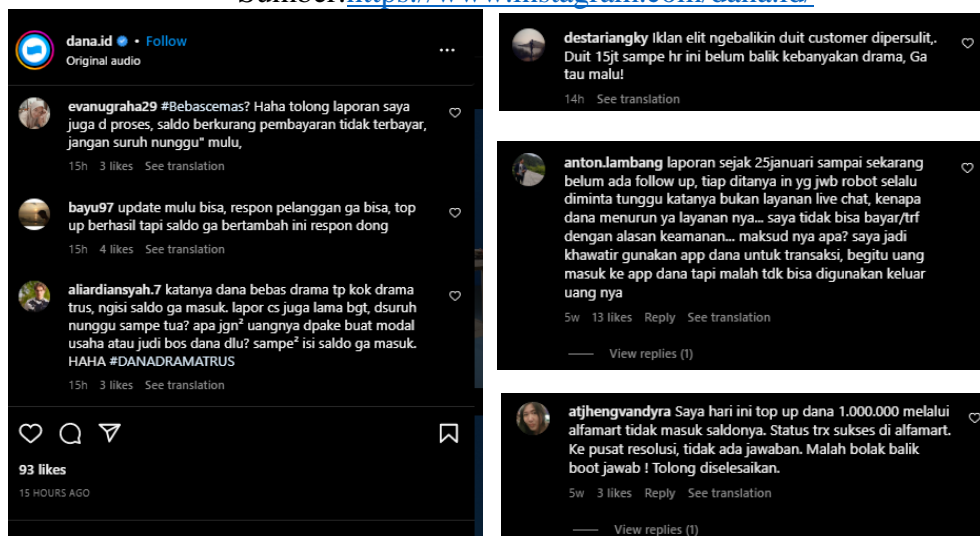 Sumber:https://www.instagram.com/dana.id/
dana.id • Follow
Original audio
evanugraha29 #Bebascemas? Haha tolong laporan saya
juga d proses, saldo berkurang pembayaran tidak terbayar,
jangan suruh nunggu" mulu,
15h 3 likes See translation
bayu97 update mulu bisa, respon pelanggan ga bisa, top
up berhasil tapi saldo ga bertambah ini respon dong
15h 4 likes See translation
aliardiansyah.7 katanya dana bebas drama tp kok drama
trus, ngisi saldo ga masuk. lapor cs juga lama bgt, dsuruh
nunggu sampe tua? apa jgn² uangnya dpake buat modal
usaha atau judi bos dana dlu? sampe² isi saldo ga masuk.
HAHA #DANADRAMATRUS
15h 3 likes See translation
93 likes
15 HOURS AGO
destariangky Iklan elit ngebalikin duit customer dipersulit,.
Duit 15jt sampe hr ini belum balik kebanyakan drama, Ga
tau malu!
14h See translation
anton.lambang laporan sejak 25januari sampai sekarang
belum ada follow up, tiap ditanya in yg jwb robot selalu
diminta tunggu katanya bukan layanan live chat, kenapa
dana menurun ya layanan nya... saya tidak bisa bayar/trf
dengan alasan keamanan... maksud nya apa? saya jadi
khawatir gunakan app dana untuk transaksi, begitu uang
masuk ke app dana tapi malah tdk bisa digunakan keluar
uang nya
5w 13 likes Reply See translation
View replies (1)
atjhengvandyra Saya hari ini top up dana 1.000.000 melalui
alfamart tidak masuk saldonya. Status trx sukses di alfamart.
Ke pusat resolusi, tidak ada jawaban. Malah bolak balik
boot jawab ! Tolong diselesaikan.
5w 3 likes Reply See translation
View replies (1)